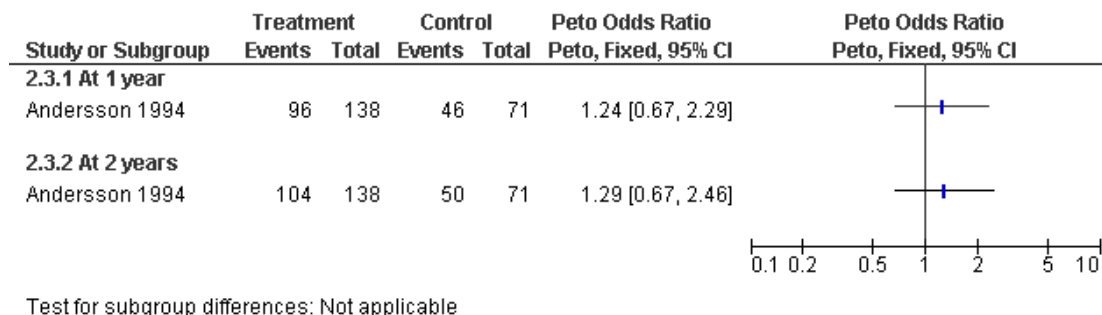 Treatment Control Peto Odds Ratio Peto Odds Ratio
Study or Subgroup Events Total Events Total Peto, Fixed, 95% CI Peto, Fixed, 95% CI
2.3.1 At 1 year
Andersson 1994 96 138 46 71 1.24 [0.67, 2.29]
2.3.2 At 2 years
Andersson 1994 104 138 50 71 1.29 [0.67, 2.46]
0.1 0.2 0.5 1 2 5 10
Test for subgroup differences: Not applicable